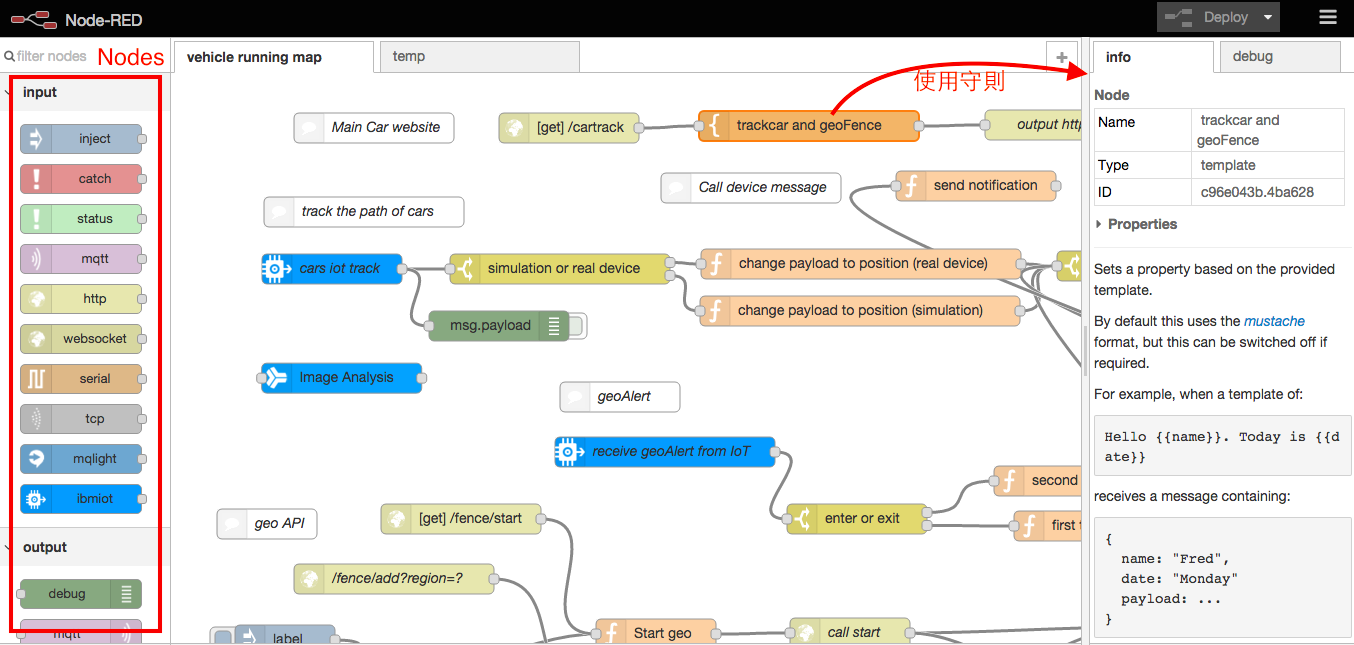 Node-RED
Deploy
filter nodes
Nodes
input
inject
catch
status
mqtt
http
websocket
serial
tcp
mqlight
ibmiot
output
debug
mqtt
vehicle running map
temp
+
使用守則
Main Car website
[get] /cartrack
trackcar and geoFence
output http
Call device message
send notification
track the path of cars
cars iot track
simulation or real device
change payload to position (real device)
change payload to position (simulation)
msg.payload
Image Analysis
geoAlert
receive geoAlert from IoT
second
geo API
[get] /fence/start
enter or exit
first t
/fence/add?region=?
label
Start geo
call start
info
debug
Node
Name
trackcar and
geoFence
Type
template
ID
c96e043b.4ba628
Properties
Sets a property based on the provided
template.
By default this uses the mustache
format, but this can be switched off if
required.
For example, when a template of:
Hello {{name}}. Today is {{d
ate}}
receives a message containing:
{
name: "Fred",
date: "Monday"
payload: ...
}